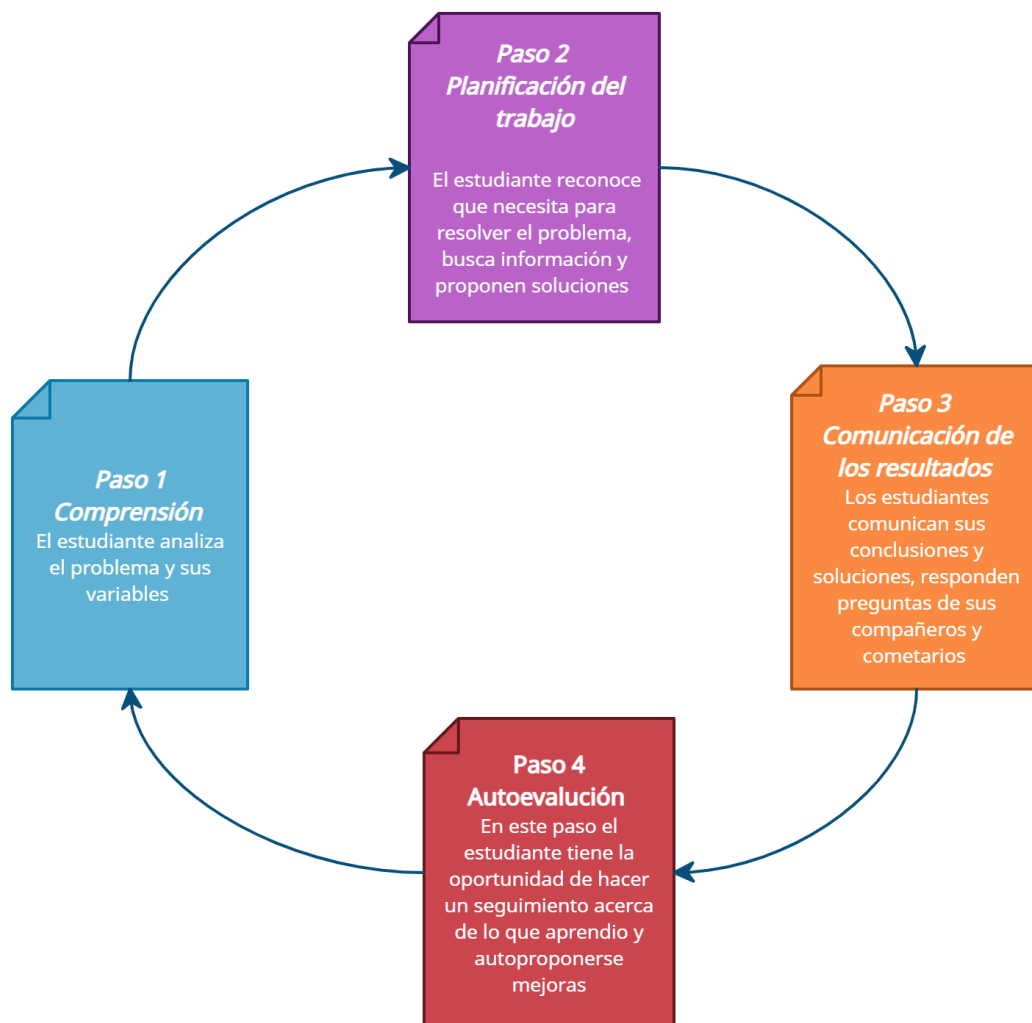 Paso 2
Planificación del
trabajo
El estudiante reconoce
que necesita para
resolver el problema,
busca información y
proponen soluciones
Paso 1
Comprensión
El estudiante analiza
el problema y sus
variables
Paso 3
Comunicación de
los resultados
Los estudiantes
comunican sus
conclusiones y
soluciones, responden
preguntas de sus
compañeros y
cometarios
Paso 4
Autoevalución
En este paso el
estudiante tiene la
oportunidad de hacer
un seguimiento acerca
de lo que aprendio y
autoproponerse
mejoras